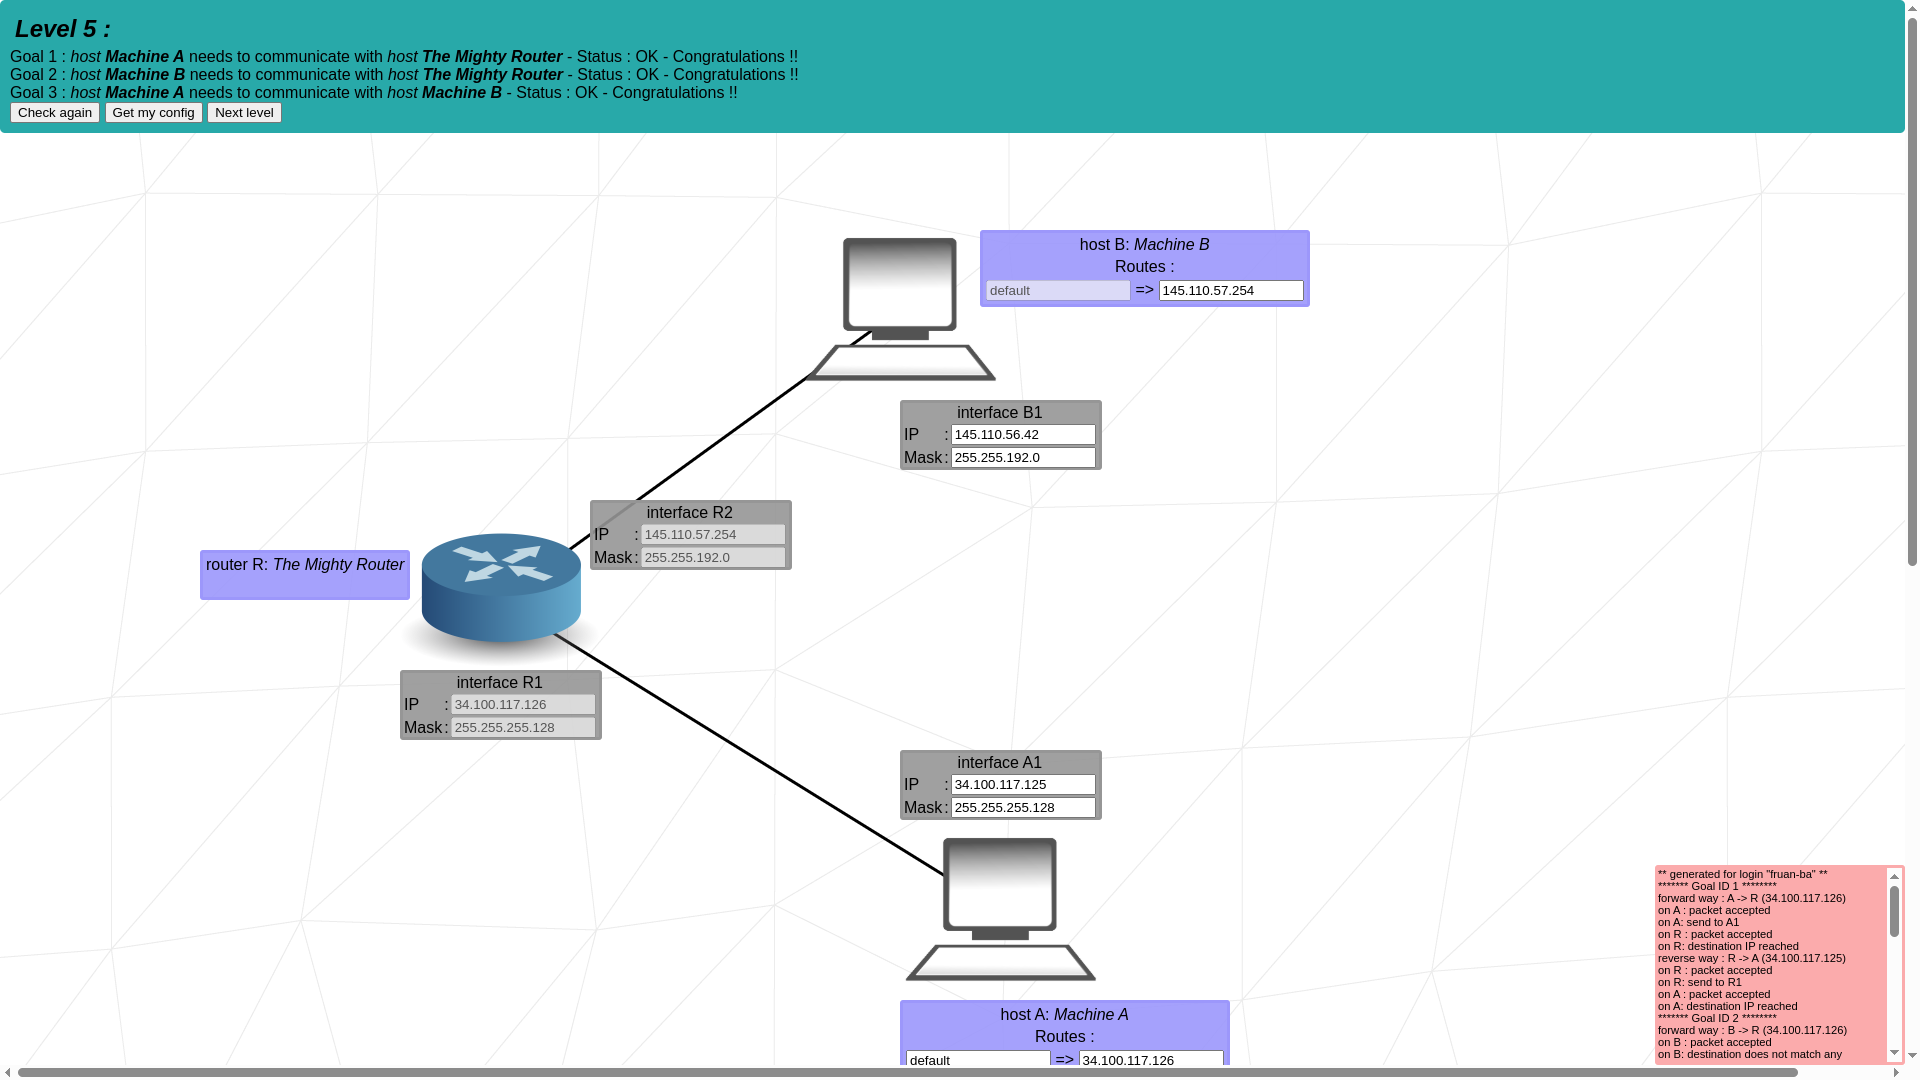 Level 5 :
Goal 1 : host Machine A needs to communicate with host The Mighty Router - Status : OK - Congratulations !!
Goal 2 : host Machine B needs to communicate with host The Mighty Router - Status : OK - Congratulations !!
Goal 3 : host Machine A needs to communicate with host Machine B - Status : OK - Congratulations !!
Check again Get my config Next level
host B: Machine B
Routes :
default => 145.110.57.254
interface B1
IP : 145.110.56.42
Mask : 255.255.192.0
interface R2
IP : 145.110.57.254
Mask : 255.255.192.0
router R: The Mighty Router
interface R1
IP : 34.100.117.126
Mask : 255.255.255.128
interface A1
IP : 34.100.117.125
Mask : 255.255.255.128
host A: Machine A
Routes :
default => 34.100.117.126
** generated for login "fruan-ba" **
******* Goal ID 1 ********
forward way : A -> R (34.100.117.126)
on A : packet accepted
on A: send to A1
on R : packet accepted
on R: destination IP reached
reverse way : R -> A (34.100.117.125)
on R : packet accepted
on R: send to R1
on A : packet accepted
on A: destination IP reached
******* Goal ID 2 ********
forward way : B -> R (34.100.117.126)
on B : packet accepted
on B: destination does not match any